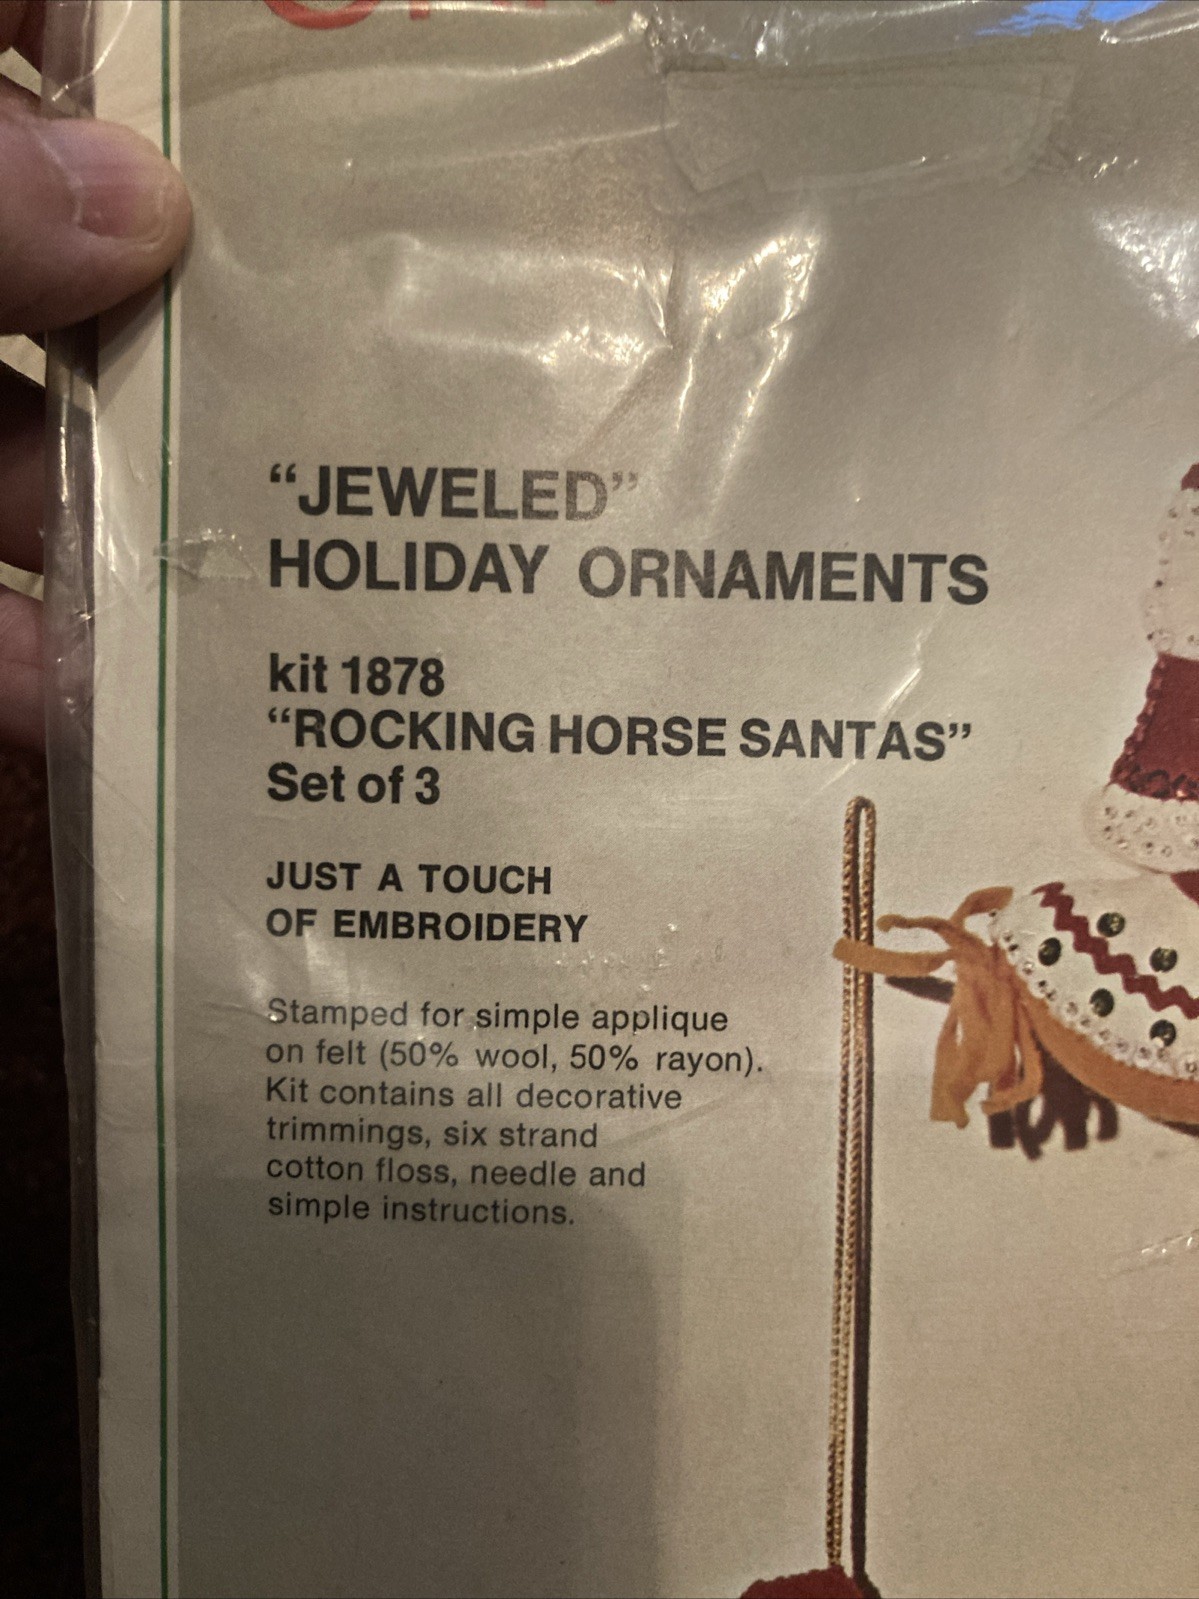 “JEWELED”
HOLIDAY ORNAMENTS
kit 1878
“ROCKING HORSE SANTAS”
Set of 3
JUST A TOUCH
OF EMBROIDERY
Stamped for simple applique
on felt (50% wool, 50% rayon).
Kit contains all decorative
trimmings, six strand
cotton floss, needle and
simple instructions.